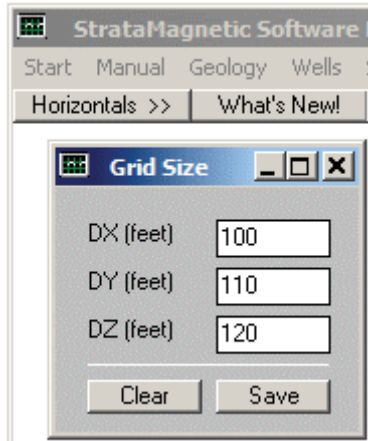 StrataMagnetic Software
Start Manual Geology Wells
Horizontals >> What's New!
Grid Size
DX (feet) 100
DY (feet) 110
DZ (feet) 120
Clear Save